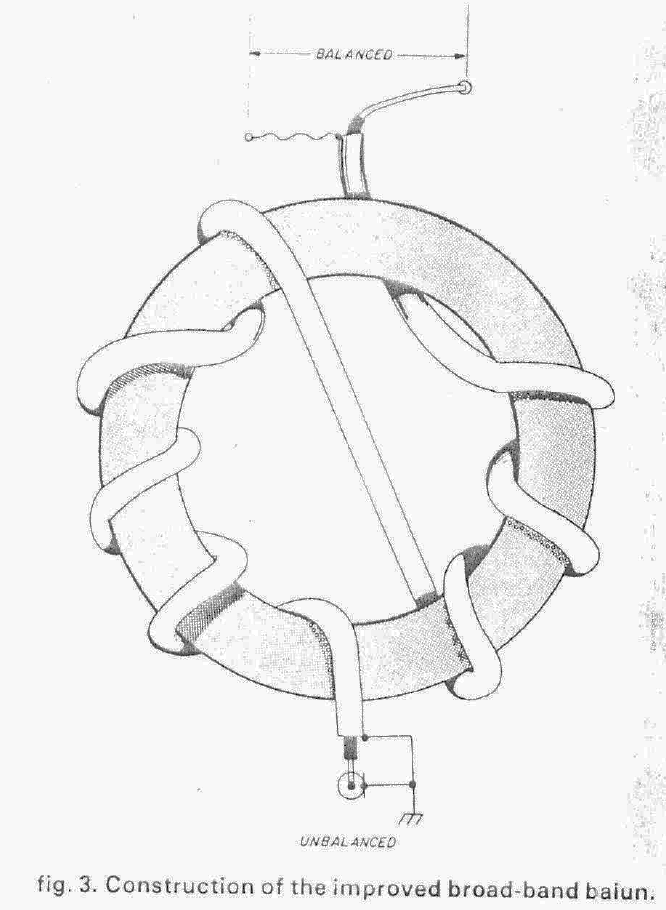 BALANCED
UNBALANCED
fig. 3. Construction of the improved broad-band balun.